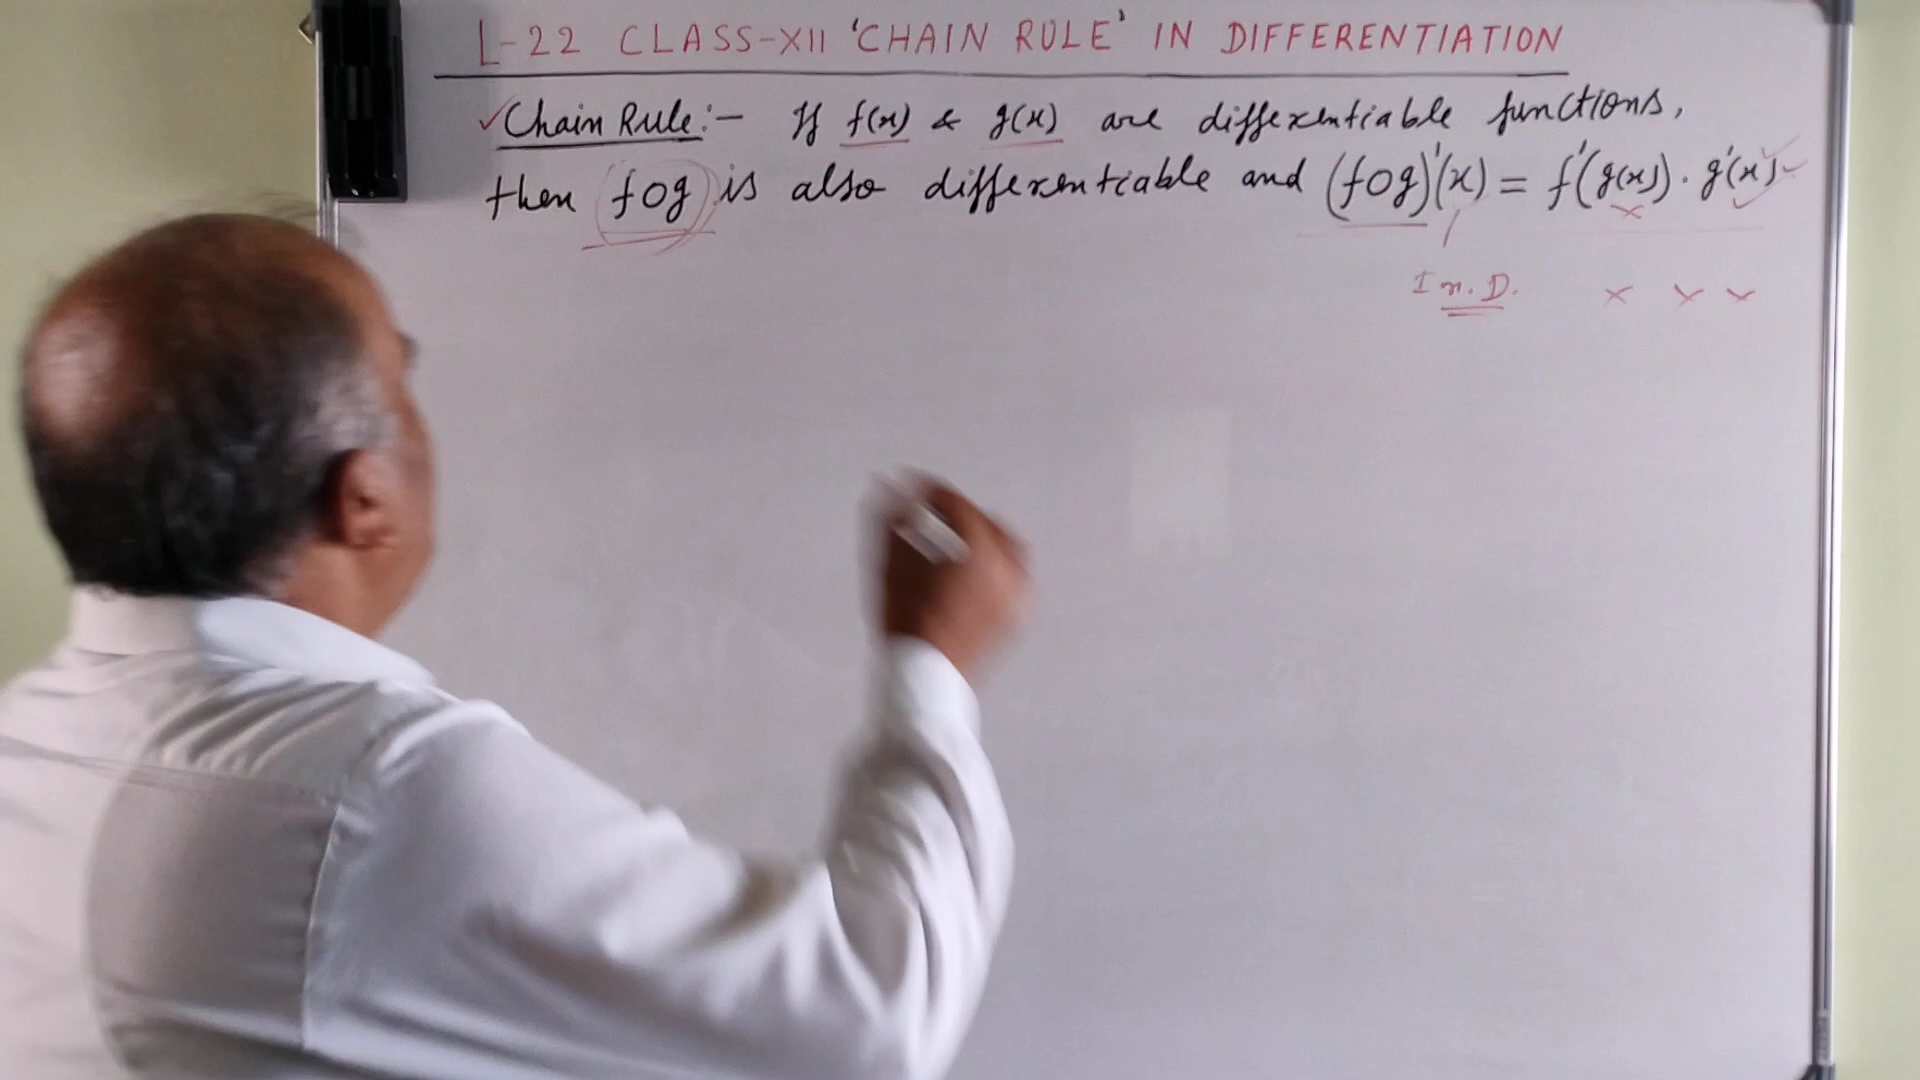 L-22 CLASS-XII 'CHAIN RULE' IN DIFFERENTIATION
Chain Rule:- If f(x) & g(x) are differentiable functions,
then fog is also differentiable and (fog)'(x) = f'(g(x)). g'(x)